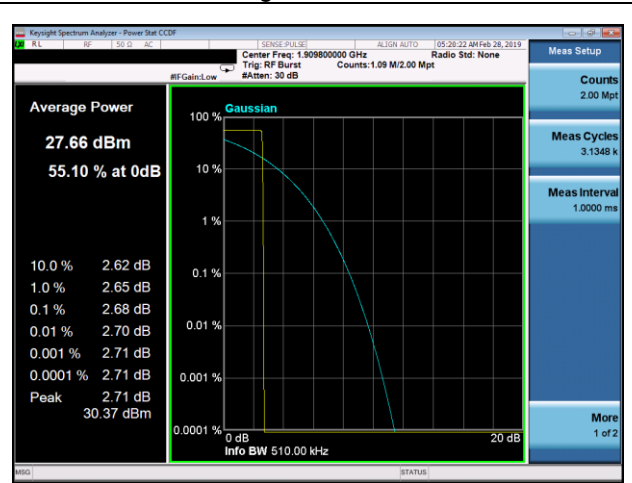 Keysight Spectrum Analyzer - Power Stat CCDF
RL RF 50 Ω AC SENSE:PULSE ALIGN AUTO 05:20:22 AM Feb 28, 2019
Center Freq: 1.909800000 GHz Radio Std: None
Trig: RF Burst Counts:1.09 M/2.00 Mpt
#IFGain:Low #Atten: 30 dB
Meas Setup
Counts
2.00 Mpt
Meas Cycles
3.1348 k
Meas Interval
1.0000 ms
More
1 of 2
Average Power
27.66 dBm
55.10 % at 0dB
10.0 % 2.62 dB
1.0 % 2.65 dB
0.1 % 2.68 dB
0.01 % 2.70 dB
0.001 % 2.71 dB
0.0001 % 2.71 dB
Peak 2.71 dB
30.37 dBm
Gaussian
100 %
10 %
1 %
0.1 %
0.01 %
0.001 %
0.0001 %
0 dB 20 dB
Info BW 510.00 kHz
MSG STATUS